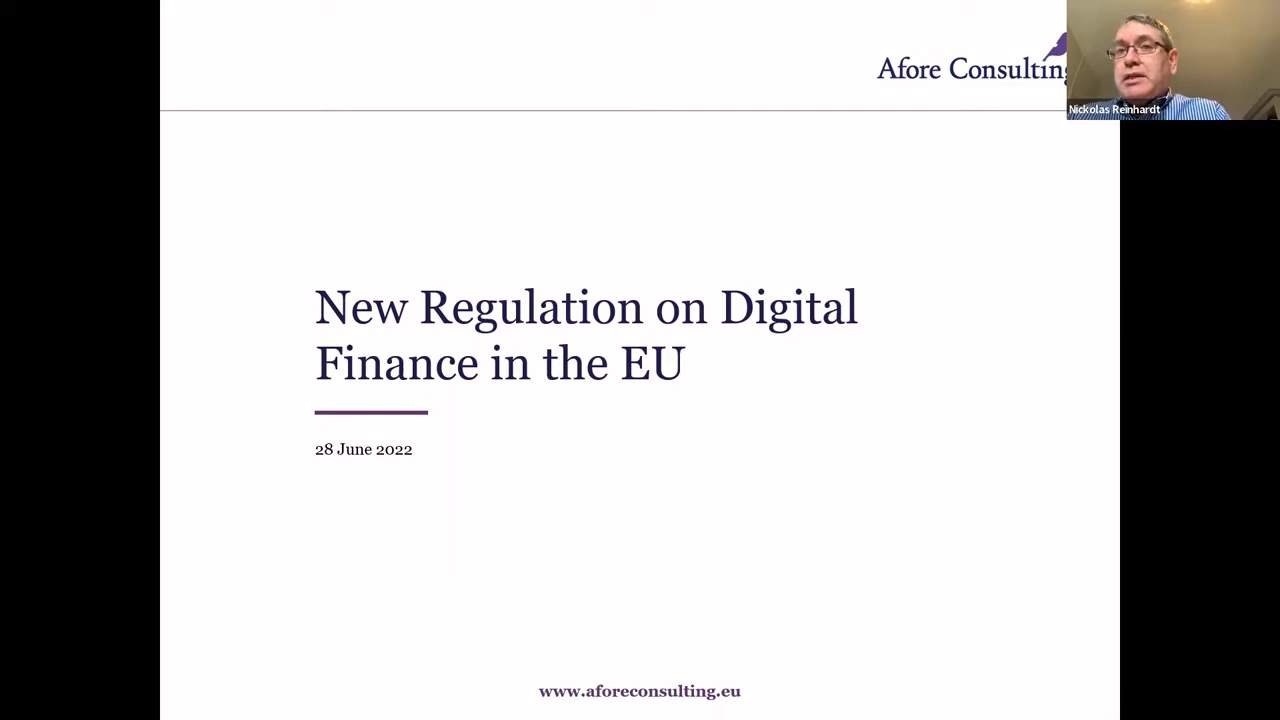 Afore Consulting
Nickolas Reinhardt
New Regulation on Digital
Finance in the EU
28 June 2022
www.aforeconsulting.eu